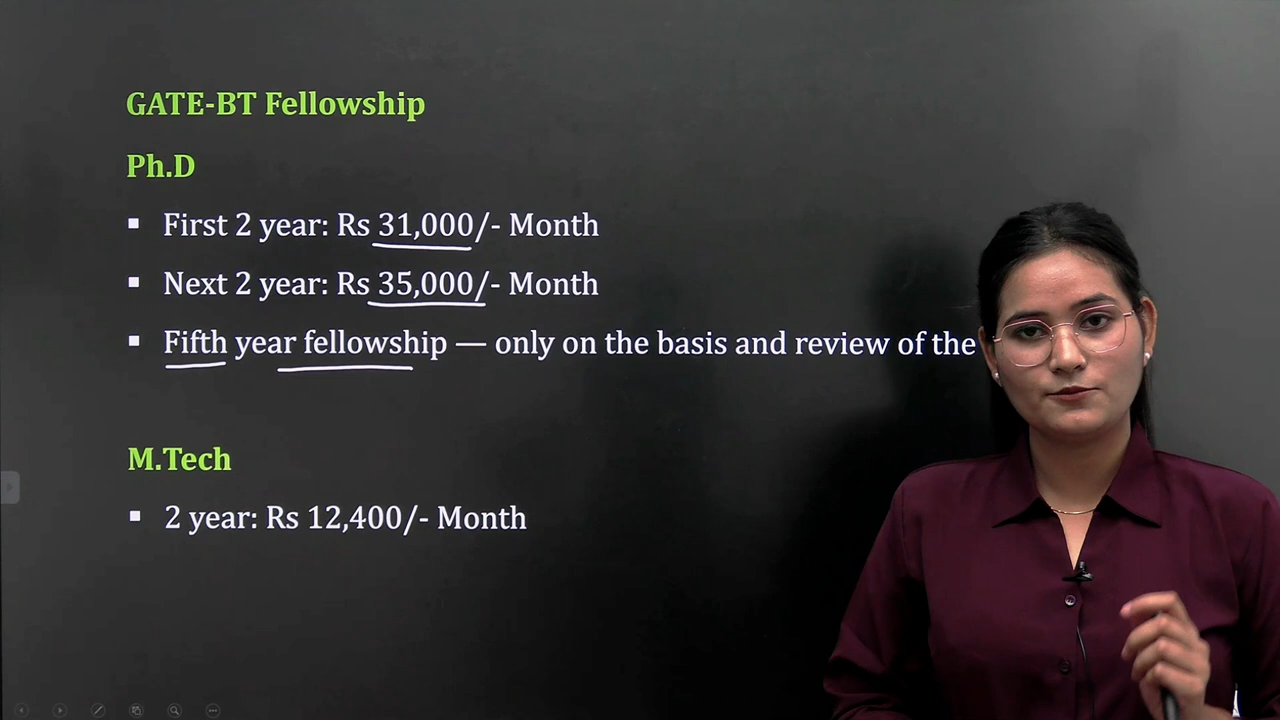 GATE-BT Fellowship
Ph.D
▪ First 2 year: Rs 31,000/- Month
▪ Next 2 year: Rs 35,000/- Month
▪ Fifth year fellowship — only on the basis and review of the
M.Tech
▪ 2 year: Rs 12,400/- Month